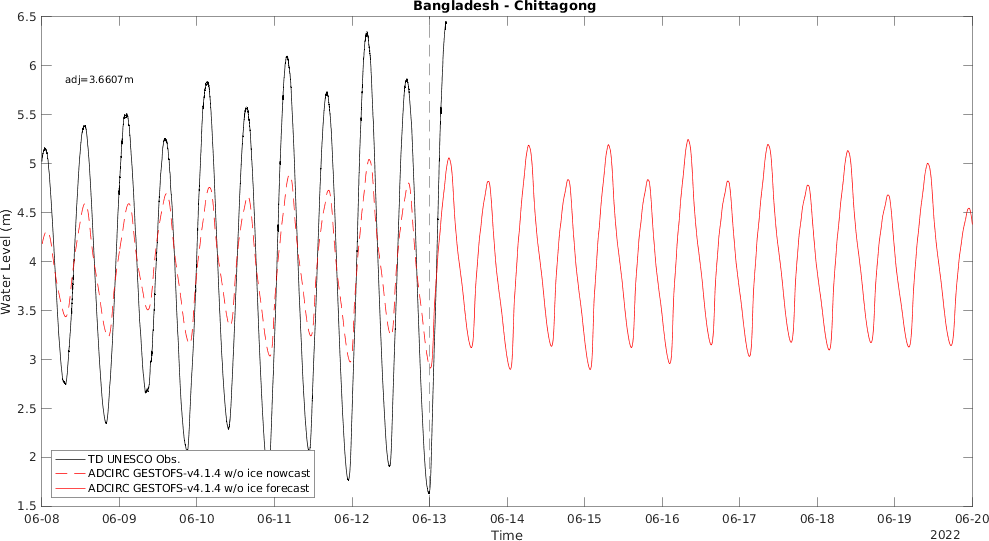 Bangladesh - Chittagong
6.5
6
5.5
5
4.5
4
3.5
3
2.5
2
1.5
Water Level (m)
adj=3.6607m
TD UNESCO Obs.
ADCIRC GESTOFS-v4.1.4 w/o ice nowcast
ADCIRC GESTOFS-v4.1.4 w/o ice forecast
06-08 06-09 06-10 06-11 06-12 06-13 06-14 06-15 06-16 06-17 06-18 06-19 06-20
Time
2022